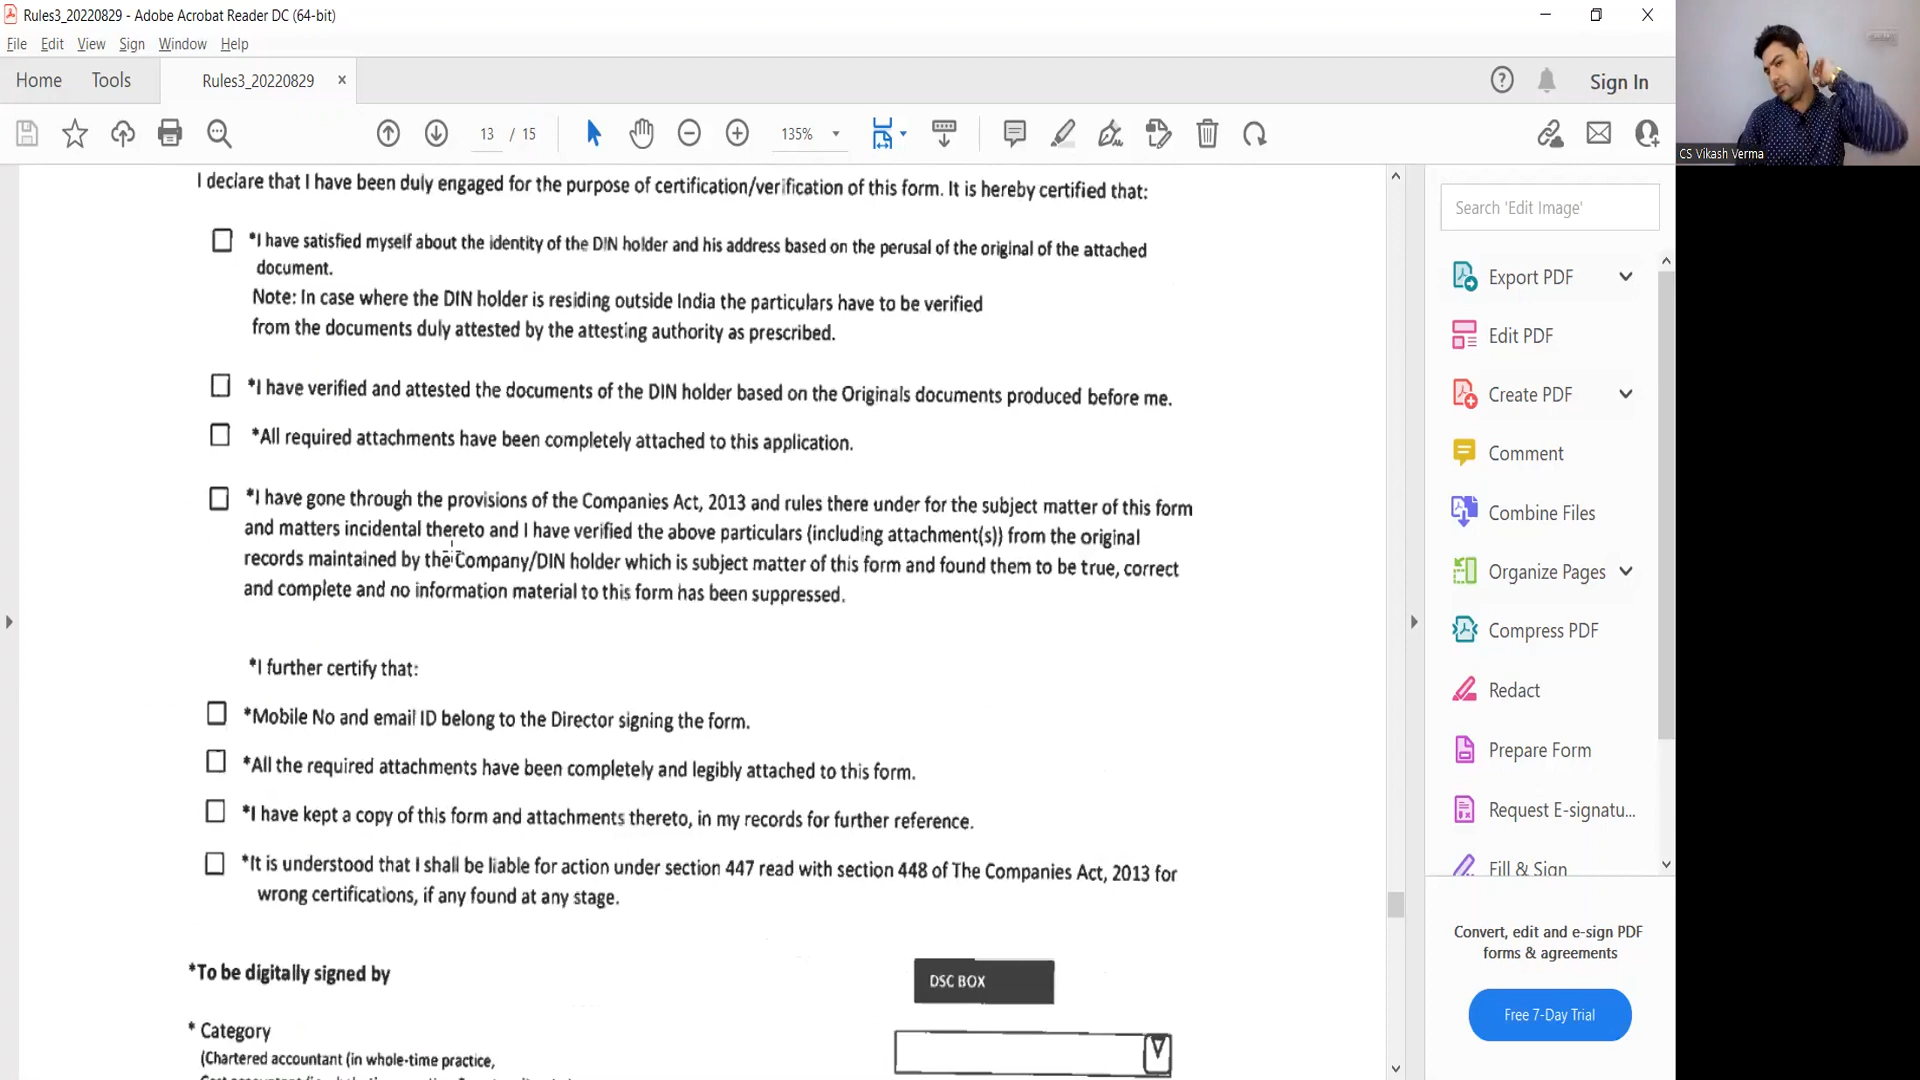 Rules3_20220829 - Adobe Acrobat Reader DC (64-bit)
File Edit View Sign Window Help
Home Tools Rules3_20220829 ×
Sign In
13 / 15
135%
CS Vikash Verma
I declare that I have been duly engaged for the purpose of certification/verification of this form. It is hereby certified that:
*I have satisfied myself about the identity of the DIN holder and his address based on the perusal of the original of the attached
document.
Note: In case where the DIN holder is residing outside India the particulars have to be verified
from the documents duly attested by the attesting authority as prescribed.
*I have verified and attested the documents of the DIN holder based on the Originals documents produced before me.
*All required attachments have been completely attached to this application.
*I have gone through the provisions of the Companies Act, 2013 and rules there under for the subject matter of this form
and matters incidental thereto and I have verified the above particulars (including attachment(s)) from the original
records maintained by the Company/DIN holder which is subject matter of this form and found them to be true, correct
and complete and no information material to this form has been suppressed.
*I further certify that:
*Mobile No and email ID belong to the Director signing the form.
*All the required attachments have been completely and legibly attached to this form.
*I have kept a copy of this form and attachments thereto, in my records for further reference.
*It is understood that I shall be liable for action under section 447 read with section 448 of The Companies Act, 2013 for
wrong certifications, if any found at any stage.
*To be digitally signed by
DSC BOX
* Category
(Chartered accountant (in whole-time practice,
Search 'Edit Image'
Export PDF
Edit PDF
Create PDF
Comment
Combine Files
Organize Pages
Compress PDF
Redact
Prepare Form
Request E-signatu...
Fill & Sign
Convert, edit and e-sign PDF
forms & agreements
Free 7-Day Trial